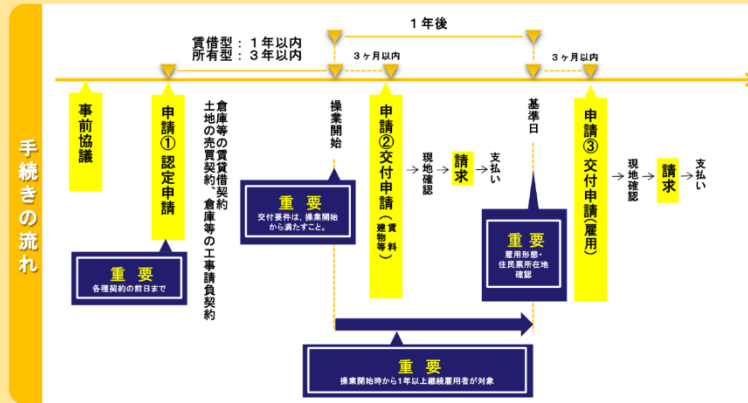 手続きの流れ
賃借型：１年以内
所有型：３年以内
１年後
３ヶ月以内
３ヶ月以内
事前協議
申請①認定申請
倉庫等の賃貸借契約
土地の売買契約、倉庫等の工事請負契約
操業開始
申請②交付申請(賃料 建物等)
→現地確認→請求→支払い
基準日
申請③交付申請(雇用)
→現地確認→請求→支払い
重要
各種契約の前日まで
重要
交付要件は、操業開始
から満たすこと。
重要
雇用形態・
住民票所在地
確認
重要
操業開始時から1年以上継続雇用者が対象